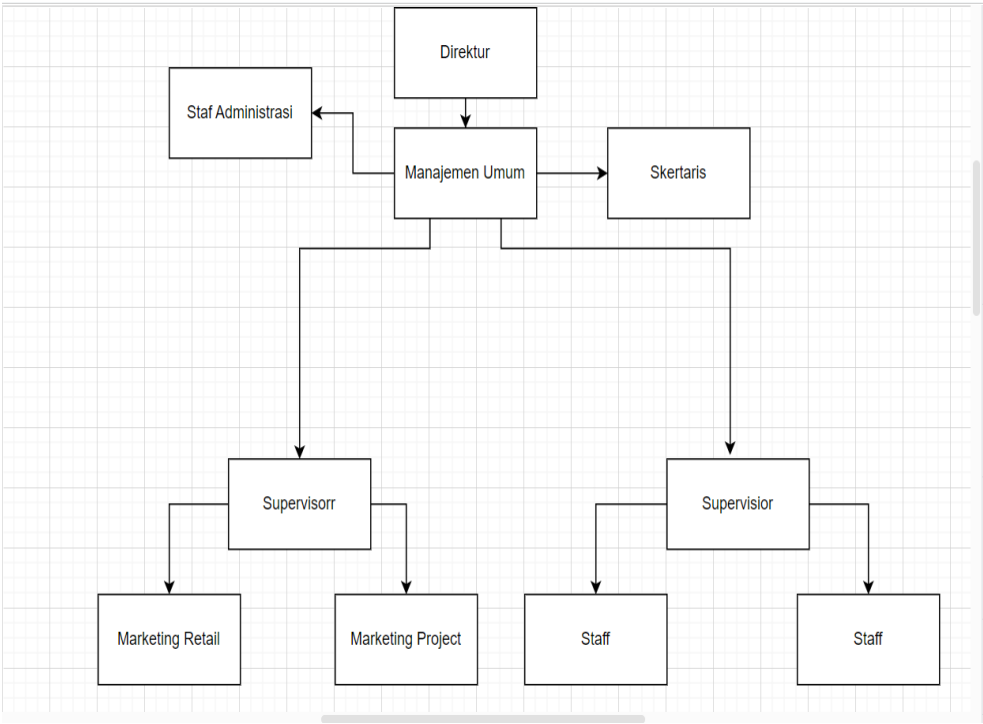 Direktur
Staf Administrasi
Manajemen Umum
Skertaris
Supervisorr
Supervisior
Marketing Retail
Marketing Project
Staff
Staff